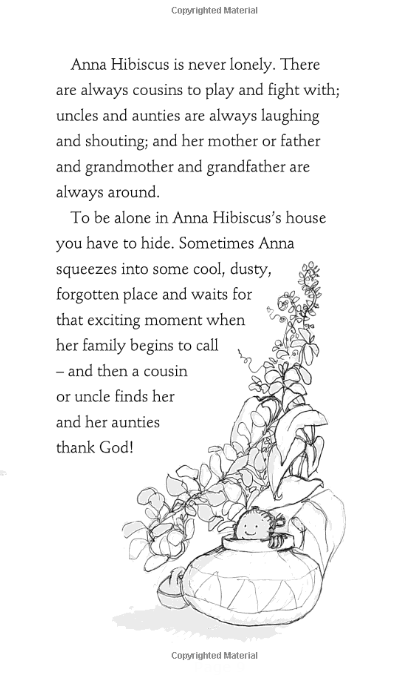 Copyrighted Material
Anna Hibiscus is never lonely. There
are always cousins to play and fight with;
uncles and aunties are always laughing
and shouting; and her mother or father
and grandmother and grandfather are
always around.
To be alone in Anna Hibiscus’s house
you have to hide. Sometimes Anna
squeezes into some cool, dusty,
forgotten place and waits for
that exciting moment when
her family begins to call
– and then a cousin
or uncle finds her
and her aunties
thank God!
Copyrighted Material